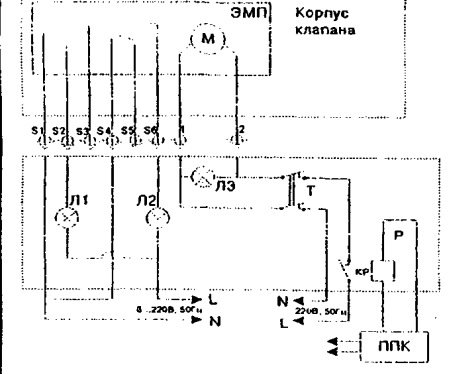 ЭМП
Корпус
клапана
М
S1 S2 S3 S4 S5 S6 1 2
ЛЭ
Т
Л1
Л2
Р
КР
L
N
220В, 50Гц
N
220В, 50Гц
L
ППК